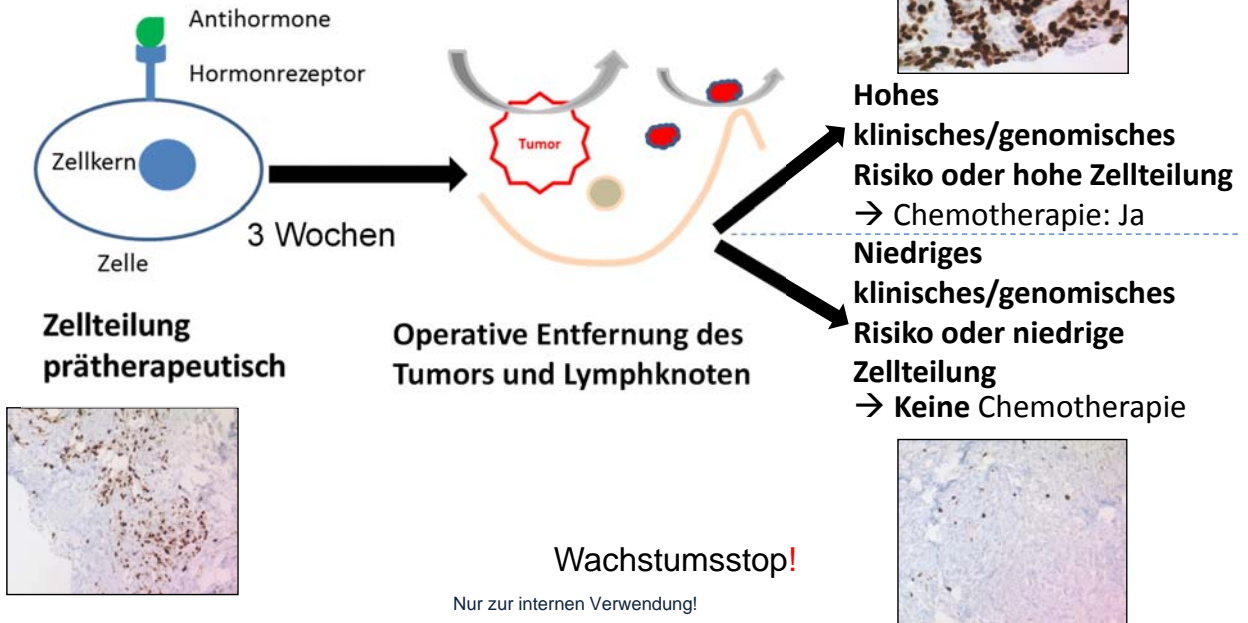 Antihormone
Hormonrezeptor
Zellkern
Zelle
3 Wochen
Tumor
Zellteilung
prätherapeutisch
Operative Entfernung des
Tumors und Lymphknoten
Hohes
klinisches/genomisches
Risiko oder hohe Zellteilung
→ Chemotherapie: Ja
Niedriges
klinisches/genomisches
Risiko oder niedrige
Zellteilung
→ Keine Chemotherapie
Wachstumsstop!
Nur zur internen Verwendung!